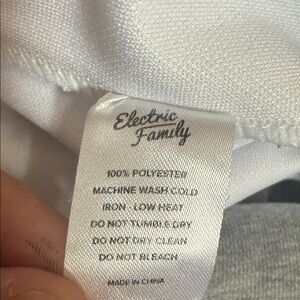 Electric
Family
100% POLYESTER
MACHINE WASH COLD
IRON - LOW HEAT
DO NOT TUMBLE DRY
DO NOT DRY CLEAN
DO NOT BLEACH
MADE IN CHINA